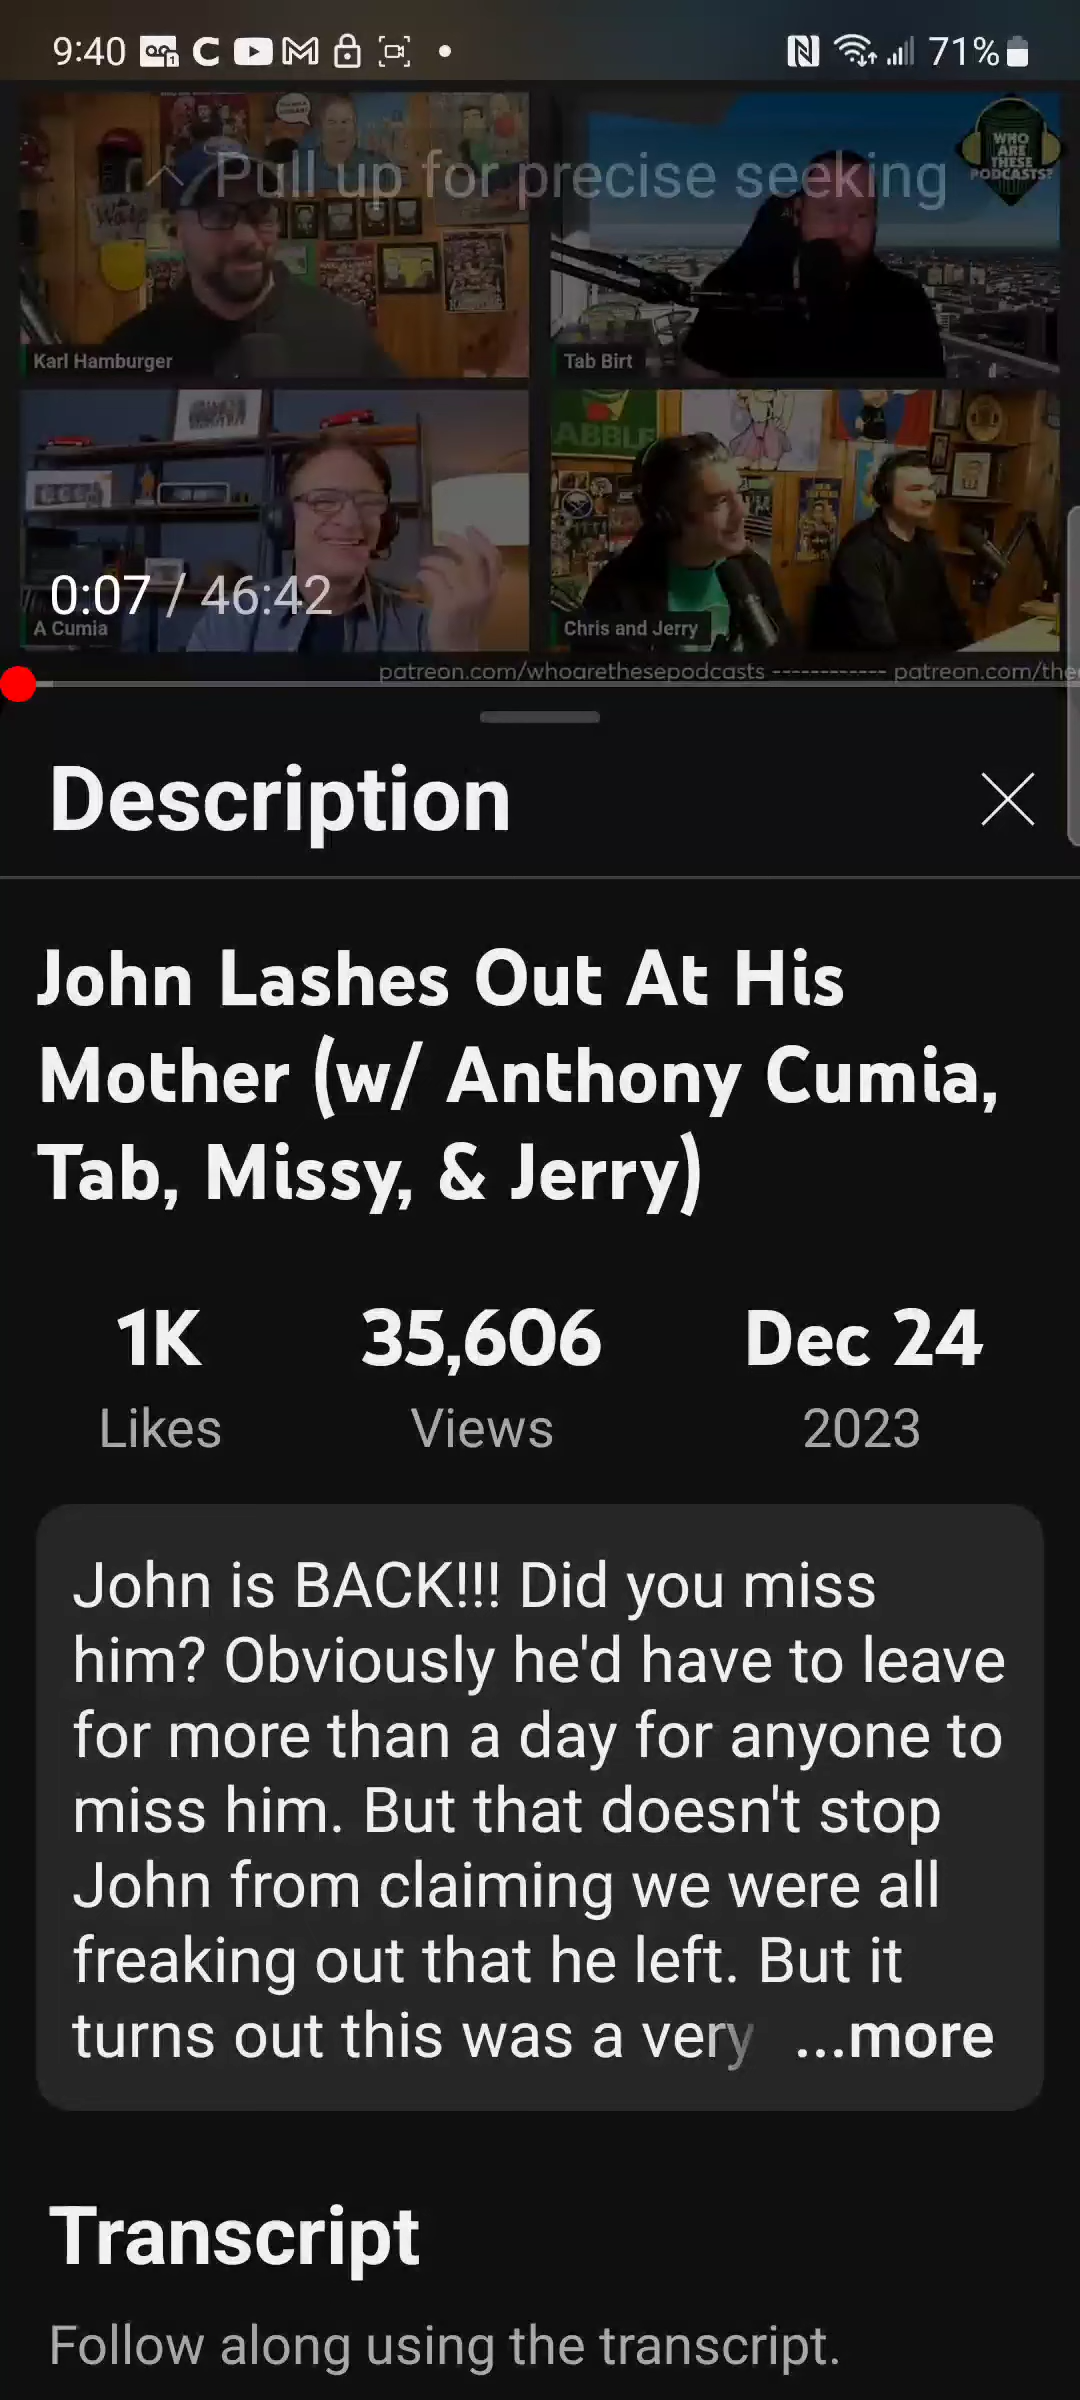 9:40
71%
WHO
ARE
THESE
PODCASTS?
Pull up for precise seeking
Karl Hamburger
Tab Birt
ABBLE
0:07 / 46:42
A Cumia
Chris and Jerry
patreon.com/whoarethesepodcasts ------------ patreon.com/the
Description
John Lashes Out At His
Mother (w/ Anthony Cumia,
Tab, Missy, & Jerry)
1K 35,606 Dec 24
Likes Views 2023
John is BACK!!! Did you miss
him? Obviously he'd have to leave
for more than a day for anyone to
miss him. But that doesn't stop
John from claiming we were all
freaking out that he left. But it
turns out this was a very ...more
Transcript
Follow along using the transcript.